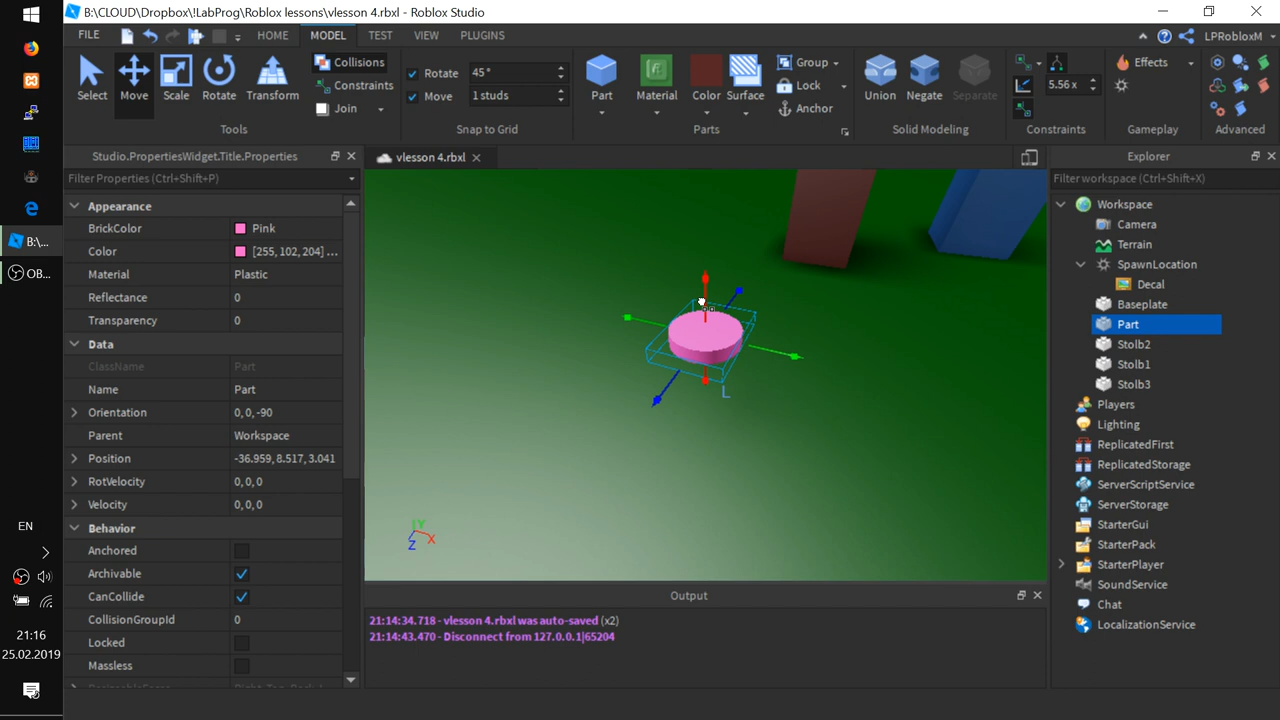 B:\CLOUD\Dropbox\!LabProg\Roblox lessons\vlesson 4.rbxl - Roblox Studio
FILE HOME MODEL TEST VIEW PLUGINS LPRobloxM
Select Move Scale Rotate Transform
Collisions
Constraints
Join
Tools
Rotate 45°
Move 1 studs
Snap to Grid
Part Material Color Surface
Group
Lock
Anchor
Parts
Union Negate Separate
Solid Modeling
5.56 x
Constraints
Effects
Gameplay
Advanced
Studio.PropertiesWidget.Title.Properties
Filter Properties (Ctrl+Shift+P)
Appearance
BrickColor Pink
Color [255, 102, 204] ...
Material Plastic
Reflectance 0
Transparency 0
Data
ClassName Part
Name Part
Orientation 0, 0, -90
Parent Workspace
Position -36.959, 8.517, 3.041
RotVelocity 0, 0, 0
Velocity 0, 0, 0
Behavior
Anchored
Archivable
CanCollide
CollisionGroupId 0
Locked
Massless
vlesson 4.rbxl
L
Y
X
Z
Output
21:14:34.718 - vlesson 4.rbxl was auto-saved (x2)
21:14:43.470 - Disconnect from 127.0.0.1|65204
Explorer
Filter workspace (Ctrl+Shift+X)
Workspace
Camera
Terrain
SpawnLocation
Decal
Baseplate
Part
Stolb2
Stolb1
Stolb3
Players
Lighting
ReplicatedFirst
ReplicatedStorage
ServerScriptService
ServerStorage
StarterGui
StarterPack
StarterPlayer
SoundService
Chat
LocalizationService
B:\...
OB...
EN
21:16
25.02.2019